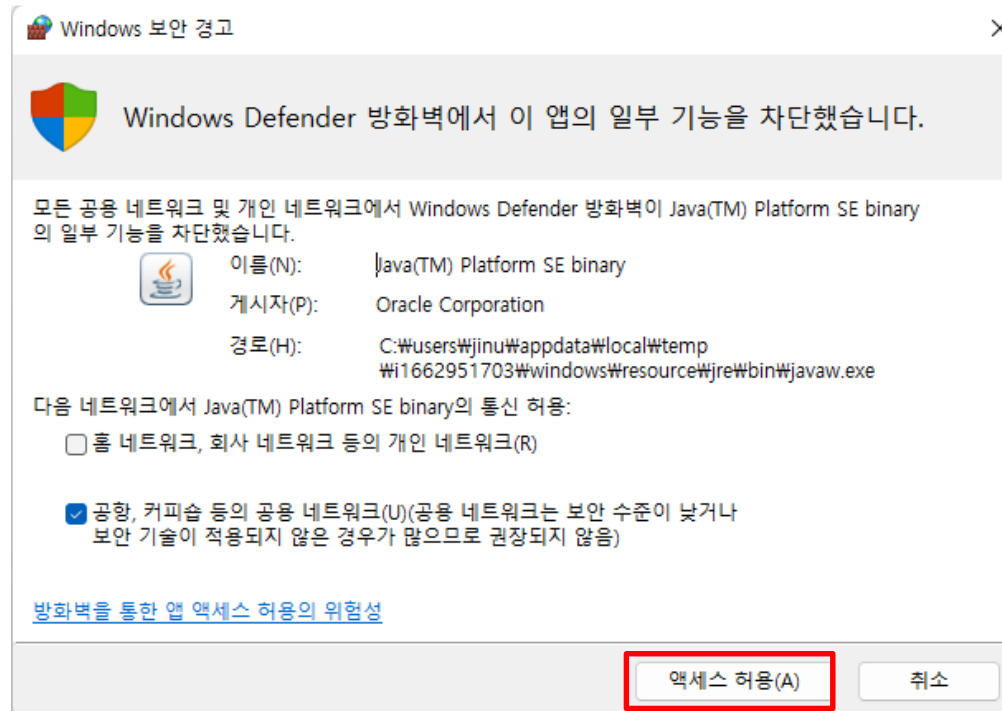 Windows 보안 경고
Windows Defender 방화벽에서 이 앱의 일부 기능을 차단했습니다.
모든 공용 네트워크 및 개인 네트워크에서 Windows Defender 방화벽이 Java(TM) Platform SE binary
의 일부 기능을 차단했습니다.
이름(N): Java(TM) Platform SE binary
게시자(P): Oracle Corporation
경로(H): C:₩users₩jinu₩appdata₩local₩temp
₩i1662951703₩windows₩resource₩jre₩bin₩javaw.exe
다음 네트워크에서 Java(TM) Platform SE binary의 통신 허용:
홈 네트워크, 회사 네트워크 등의 개인 네트워크(R)
공항, 커피숍 등의 공용 네트워크(U)(공용 네트워크는 보안 수준이 낮거나
보안 기술이 적용되지 않은 경우가 많으므로 권장되지 않음)
방화벽을 통한 앱 액세스 허용의 위험성
액세스 허용(A) 취소